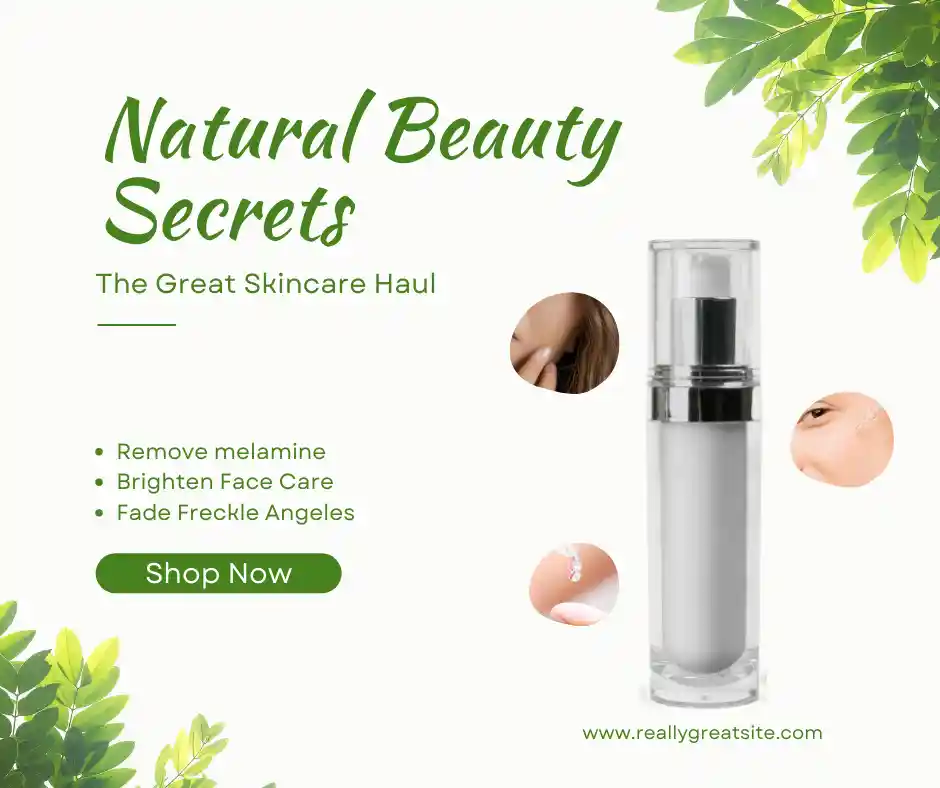 Natural Beauty
Secrets
The Great Skincare Haul
Remove melamine
Brighten Face Care
Fade Freckle Angeles
Shop Now
www.reallygreatsite.com